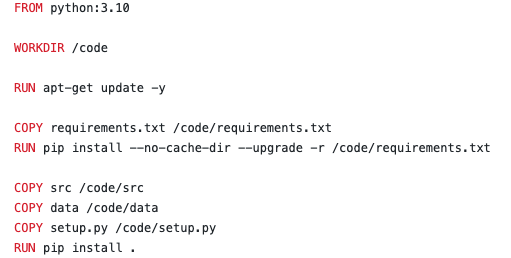 FROM python:3.10
WORKDIR /code
RUN apt-get update -y
COPY requirements.txt /code/requirements.txt
RUN pip install --no-cache-dir --upgrade -r /code/requirements.txt
COPY src /code/src
COPY data /code/data
COPY setup.py /code/setup.py
RUN pip install .